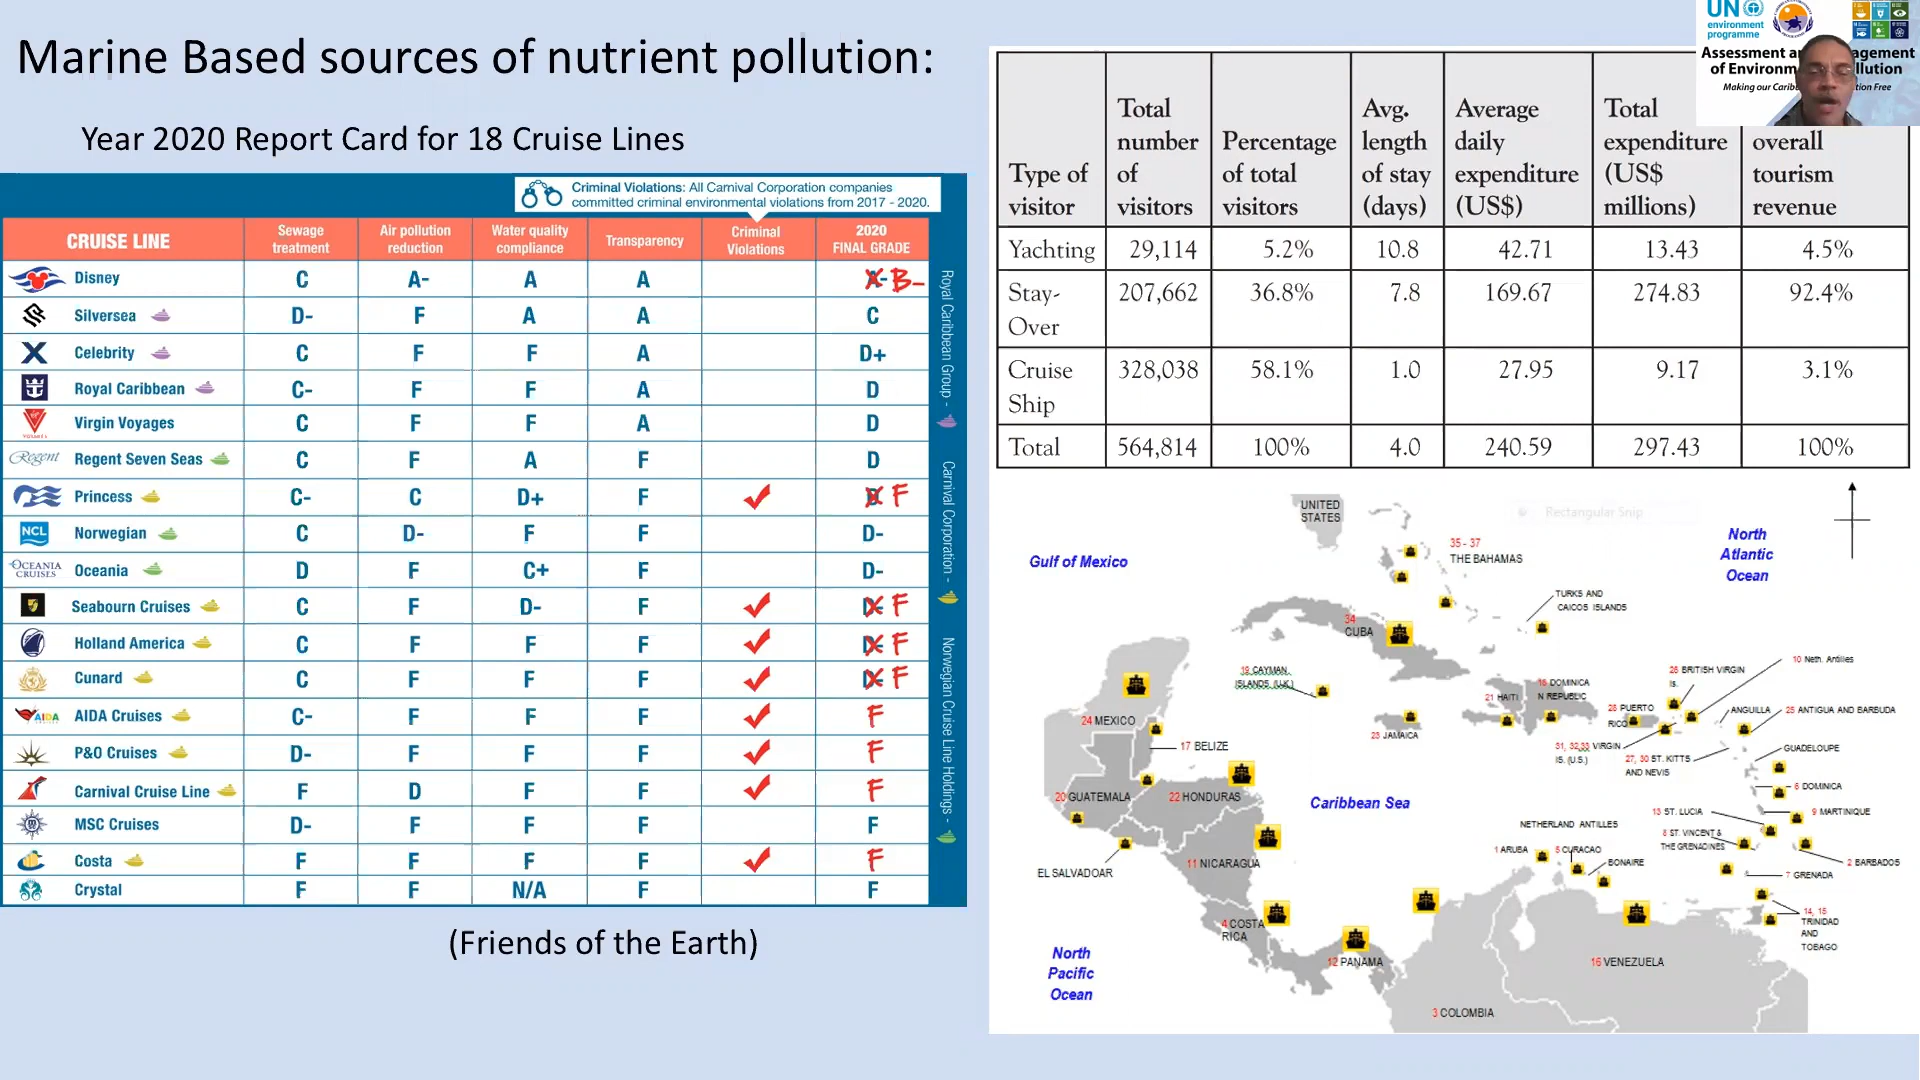 Marine Based sources of nutrient pollution:
Year 2020 Report Card for 18 Cruise Lines
Criminal Violations: All Carnival Corporation companies
committed criminal environmental violations from 2017 - 2020.
CRUISE LINE Sewage treatment Air pollution reduction Water quality compliance Transparency Criminal Violations 2020 FINAL GRADE
Disney C A- A A A- B-
Silversea D- F A A C
Celebrity C F F A D+
Royal Caribbean C- F F A D
Virgin Voyages C F F A D
Regent Regent Seven Seas C F A F D
Princess C- C D+ F ✓ D F
NCL Norwegian C D- F F D-
OCEANIA CRUISES Oceania D F C+ F D-
Seabourn Cruises C F D- F ✓ F
Holland America C F F F ✓ F
Cunard C F F F ✓ F
AIDA AIDA Cruises C- F F F ✓ F
P&O Cruises D- F F F ✓ F
Carnival Cruise Line F D F F ✓ F
MSC Cruises D- F F F F
Costa F F F F ✓ F
Crystal F F N/A F F
Royal Caribbean Group -
Carnival Corporation -
Norwegian Cruise Line Holdings -
(Friends of the Earth)
UN
environment
programme
Assessment
of Environm
Making our
Type of visitor Total number of visitors Percentage of total visitors Avg. length of stay (days) Average daily expenditure (US$) Total expenditure (US$ millions) overall tourism revenue
Yachting 29,114 5.2% 10.8 42.71 13.43 4.5%
Stay-Over 207,662 36.8% 7.8 169.67 274.83 92.4%
Cruise Ship 328,038 58.1% 1.0 27.95 9.17 3.1%
Total 564,814 100% 4.0 240.59 297.43 100%
UNITED
STATES
Rectangular Snip
Gulf of Mexico
35 - 37
THE BAHAMAS
North
Atlantic
Ocean
TURKS AND
CAICOS ISLANDS
34
CUBA
19 CAYMAN
ISLANDS, (U.K.)
21 HAITI
DOMINICA
N REPUBLIC
BRITISH VIRGIN
Is.
10 Neth. Antilles
PUERTO
RICO
ANGUILLA
25 ANTIGUA AND BARBUDA
24 MEXICO
23 JAMAICA
31, 32,33 VIRGIN
IS. (U.S.)
27, 30 ST. KITTS
AND NEVIS
GUADELOUPE
17 BELIZE
6 DOMINICA
20 GUATEMALA
22 HONDURAS
Caribbean Sea
13 ST. LUCIA
9 MARTINIQUE
NETHERLAND ANTILLES
8 ST. VINCENT &
THE GRENADINES
1 ARUBA
5 CURACAO
BONAIRE
2 BARBADOS
EL SALVADOAR
11 NICARAGUA
7 GRENADA
4 COSTA
RICA
14, 15
TRINIDAD
AND
TOBAGO
North
Pacific
Ocean
12 PANAMA
16 VENEZUELA
3 COLOMBIA